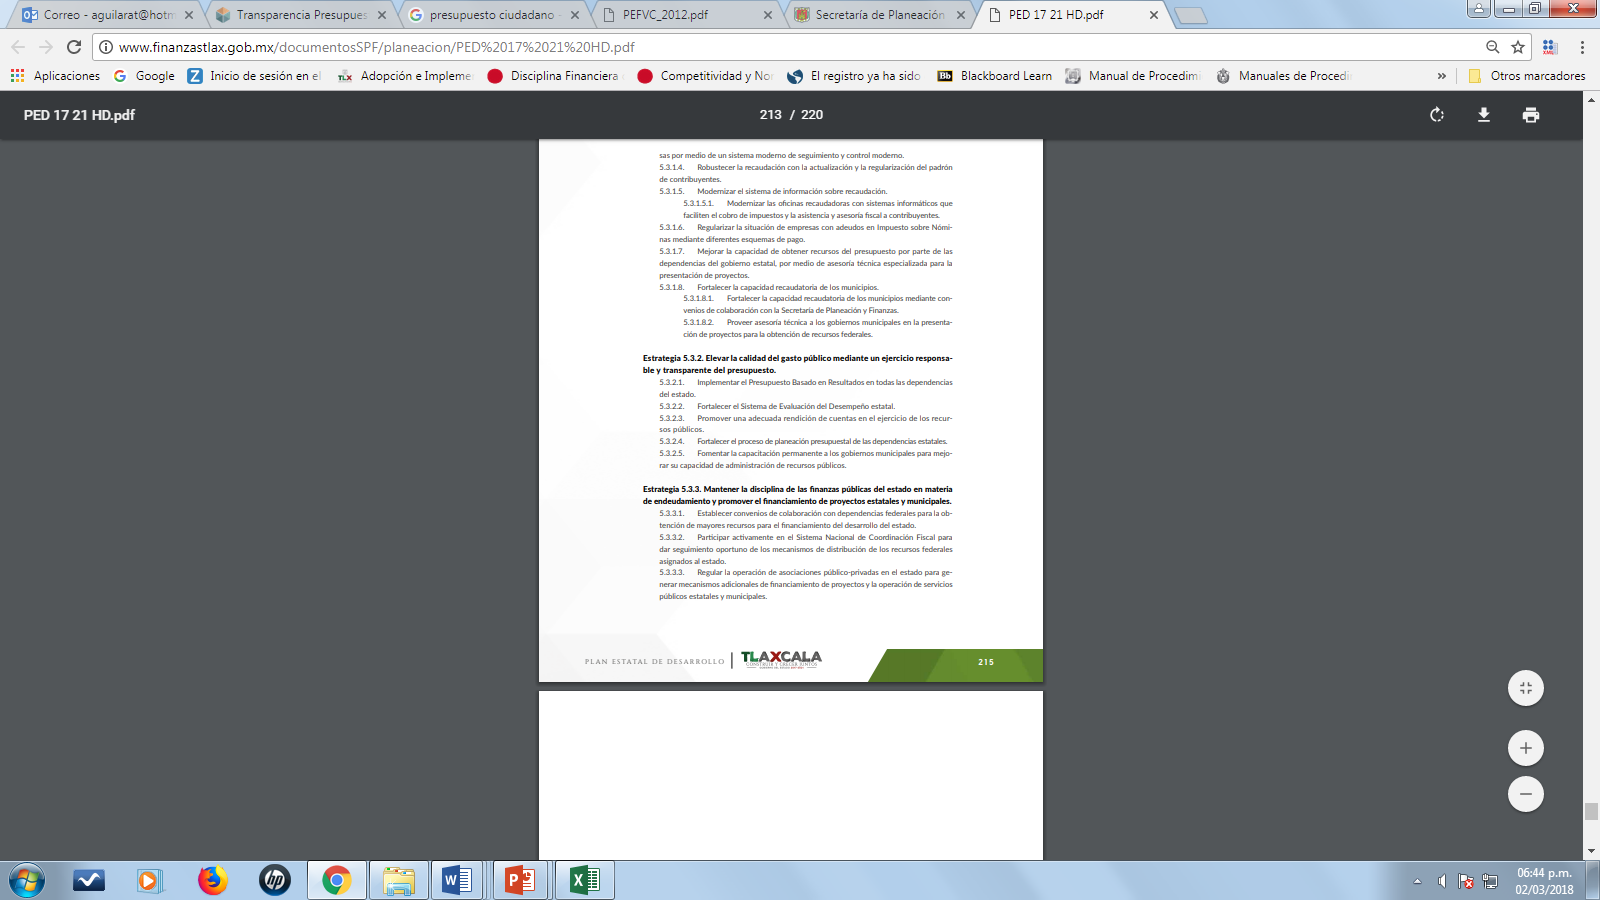 Correo - aguilarat@hotm
Transparencia Presupues
presupuesto ciudadano -
PEFVC_2012.pdf
Secretaría de Planeación
PED 17 21 HD.pdf
www.finanzastlax.gob.mx/documentosSPF/planeacion/PED%2017%2021%20HD.pdf
Aplicaciones
Google
Inicio de sesión en el
Adopción e Impleme
Disciplina Financiera
Competitividad y No
El registro ya ha sido
Blackboard Learn
Manual de Procedimi
Manuales de Procedi
Otros marcadores
PED 17 21 HD.pdf
213 / 220
sas por medio de un sistema moderno de seguimiento y control moderno.
5.3.1.4. Robustecer la recaudación con la actualización y la regularización del padrón
de contribuyentes.
5.3.1.5. Modernizar el sistema de información sobre recaudación.
5.3.1.5.1. Modernizar las oficinas recaudadoras con sistemas informáticos que
faciliten el cobro de impuestos y la asistencia y asesoría fiscal a contribuyentes.
5.3.1.6. Regularizar la situación de empresas con adeudos en Impuesto sobre Nómi-
nas mediante diferentes esquemas de pago.
5.3.1.7. Mejorar la capacidad de obtener recursos del presupuesto por parte de las
dependencias del gobierno estatal, por medio de asesoría técnica especializada para la
presentación de proyectos.
5.3.1.8. Fortalecer la capacidad recaudatoria de los municipios.
5.3.1.8.1. Fortalecer la capacidad recaudatoria de los municipios mediante con-
venios de colaboración con la Secretaría de Planeación y Finanzas.
5.3.1.8.2. Proveer asesoría técnica a los gobiernos municipales en la presenta-
ción de proyectos para la obtención de recursos federales.
Estrategia 5.3.2. Elevar la calidad del gasto público mediante un ejercicio responsa-
ble y transparente del presupuesto.
5.3.2.1. Implementar el Presupuesto Basado en Resultados en todas las dependencias
del estado.
5.3.2.2. Fortalecer el Sistema de Evaluación del Desempeño estatal.
5.3.2.3. Promover una adecuada rendición de cuentas en el ejercicio de los recur-
sos públicos.
5.3.2.4. Fortalecer el proceso de planeación presupuestal de las dependencias estatales.
5.3.2.5. Fomentar la capacitación permanente a los gobiernos municipales para mejo-
rar su capacidad de administración de recursos públicos.
Estrategia 5.3.3. Mantener la disciplina de las finanzas públicas del estado en materia
de endeudamiento y promover el financiamiento de proyectos estatales y municipales.
5.3.3.1. Establecer convenios de colaboración con dependencias federales para la ob-
tención de mayores recursos para el financiamiento del desarrollo del estado.
5.3.3.2. Participar activamente en el Sistema Nacional de Coordinación Fiscal para
dar seguimiento oportuno de los mecanismos de distribución de los recursos federales
asignados al estado.
5.3.3.3. Regular la operación de asociaciones público-privadas en el estado para ge-
nerar mecanismos adicionales de financiamiento de proyectos y la operación de servicios
públicos estatales y municipales.
PLAN ESTATAL DE DESARROLLO
TLAXCALA
CONSTRUIR Y CRECER JUNTOS
215
06:44 p.m.
02/03/2018